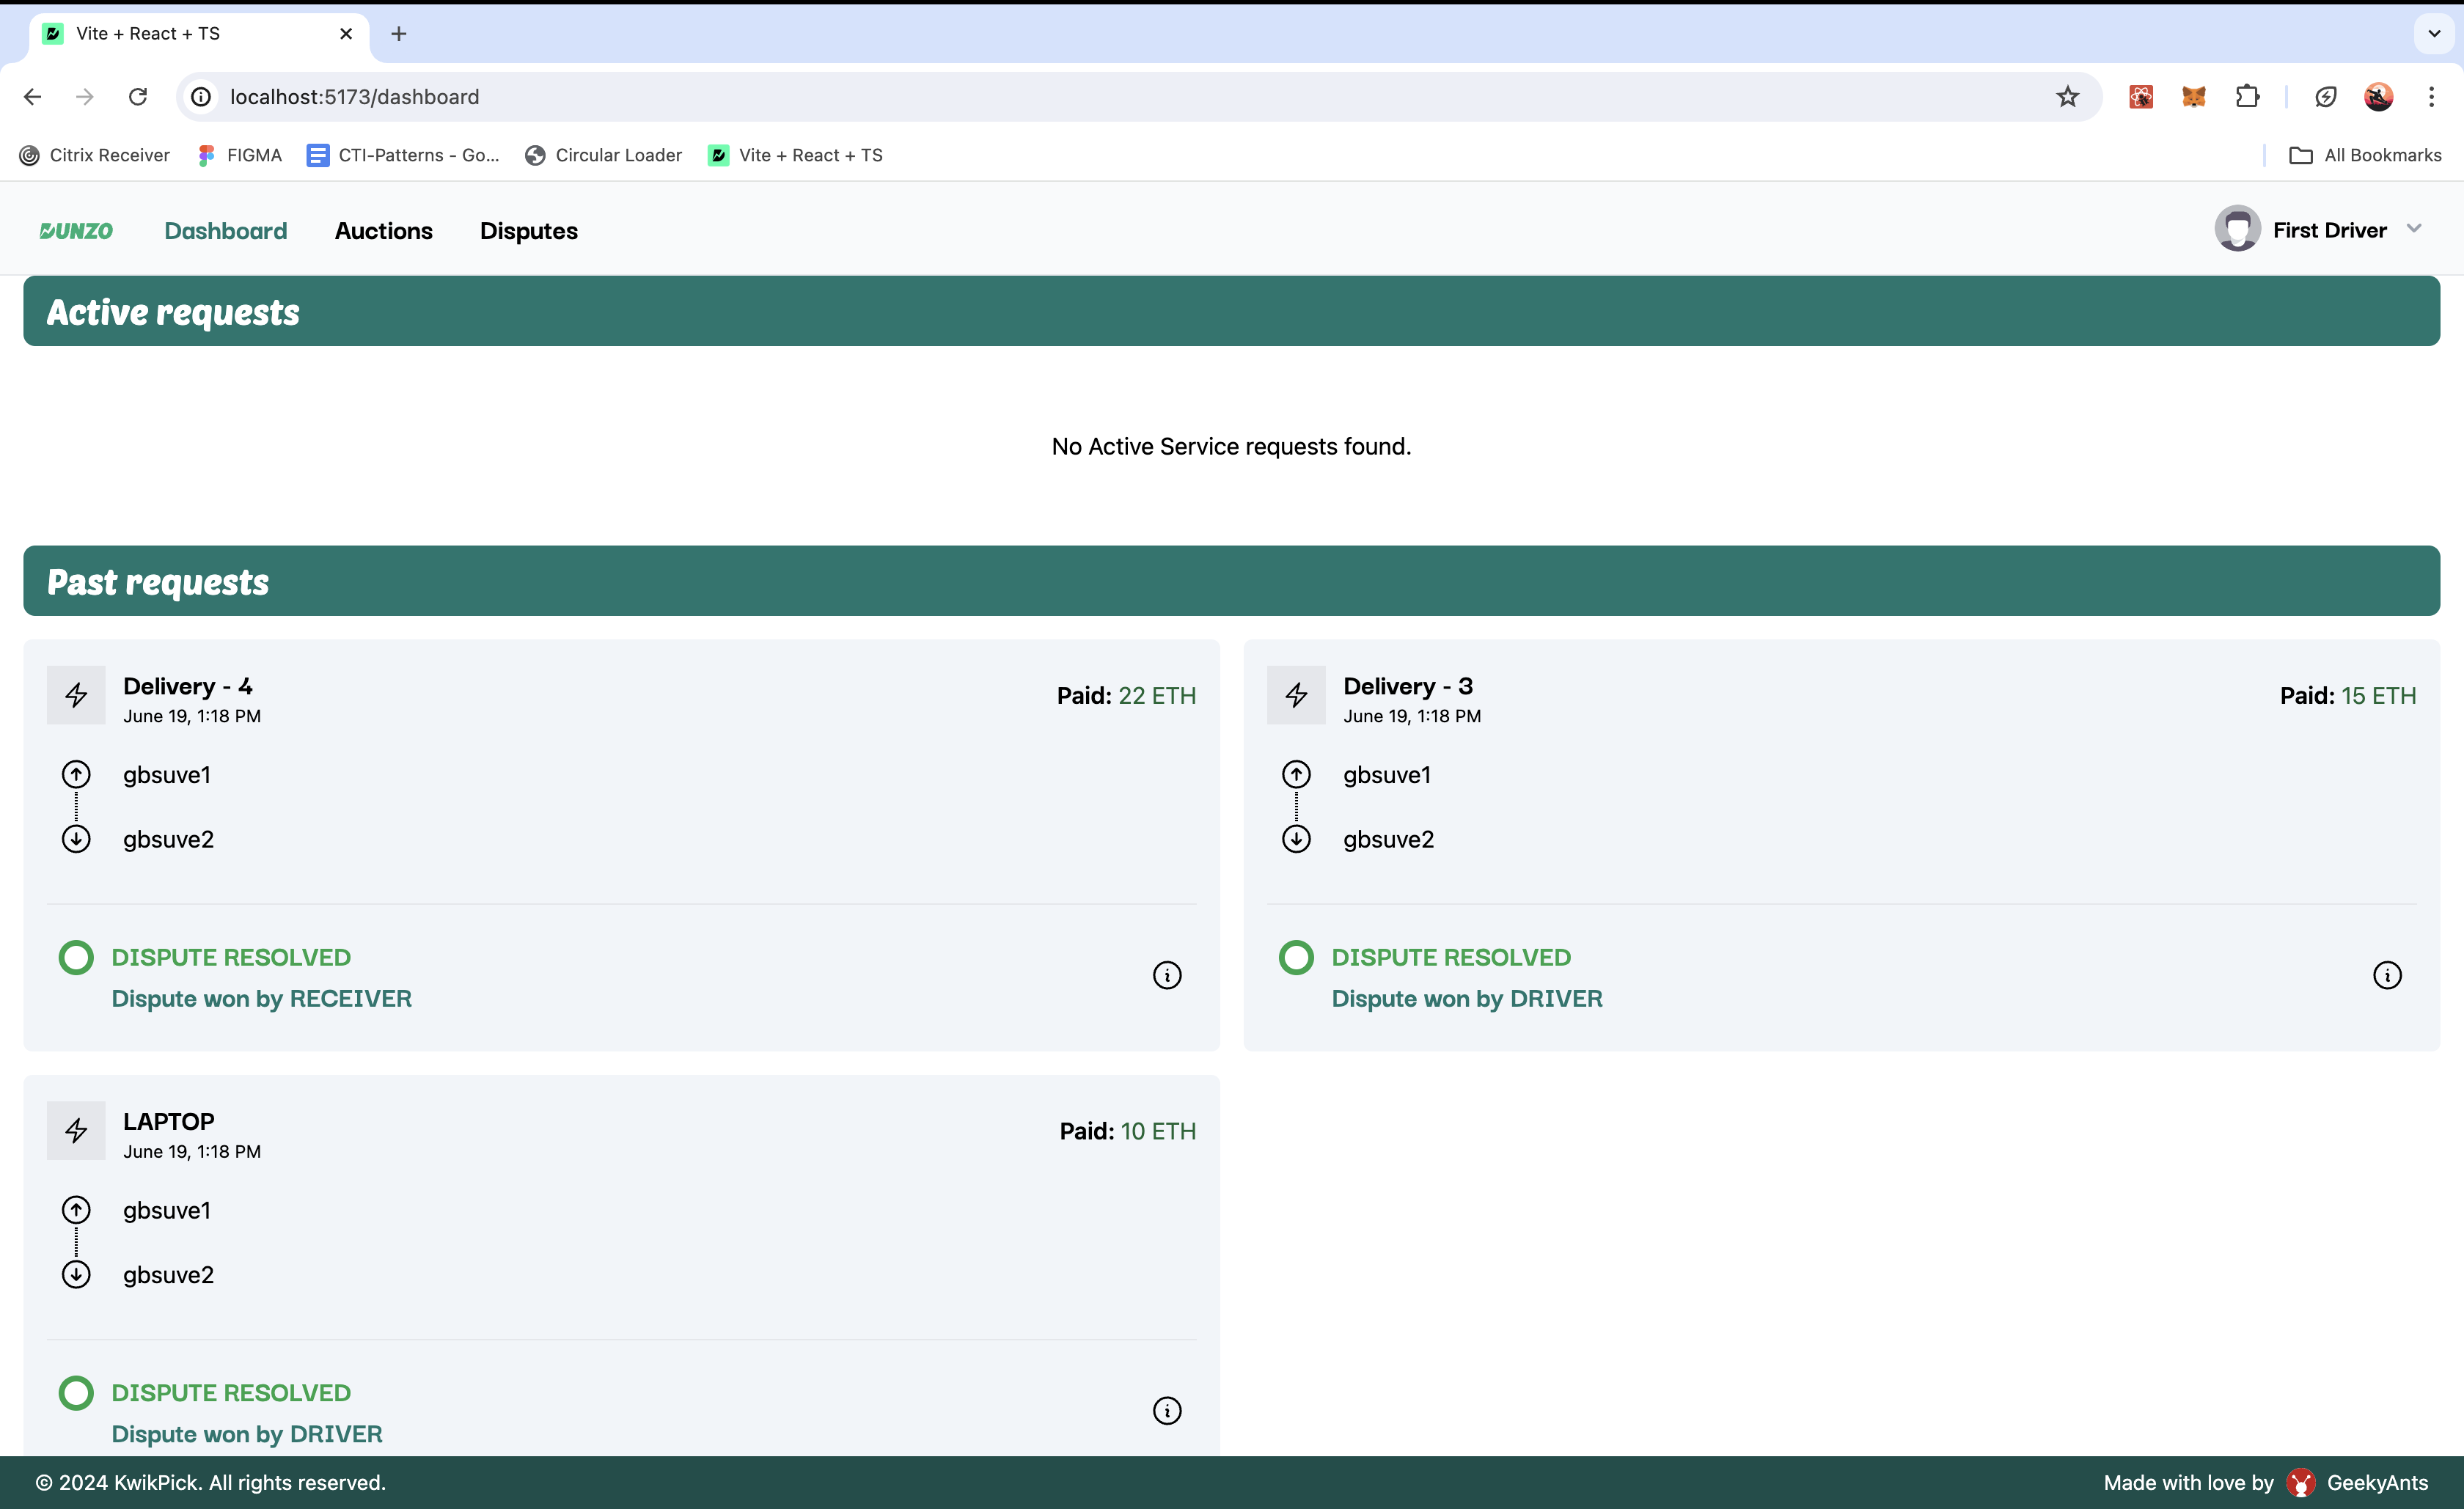 Vite + React + TS
localhost:5173/dashboard
Citrix Receiver FIGMA CTI-Patterns - Go... Circular Loader Vite + React + TS All Bookmarks
DUNZO Dashboard Auctions Disputes First Driver
Active requests
No Active Service requests found.
Past requests
Delivery - 4
June 19, 1:18 PM
Paid: 22 ETH
gbsuve1
gbsuve2
DISPUTE RESOLVED
Dispute won by RECEIVER
Delivery - 3
June 19, 1:18 PM
Paid: 15 ETH
gbsuve1
gbsuve2
DISPUTE RESOLVED
Dispute won by DRIVER
LAPTOP
June 19, 1:18 PM
Paid: 10 ETH
gbsuve1
gbsuve2
DISPUTE RESOLVED
Dispute won by DRIVER
© 2024 KwikPick. All rights reserved. Made with love by GeekyAnts